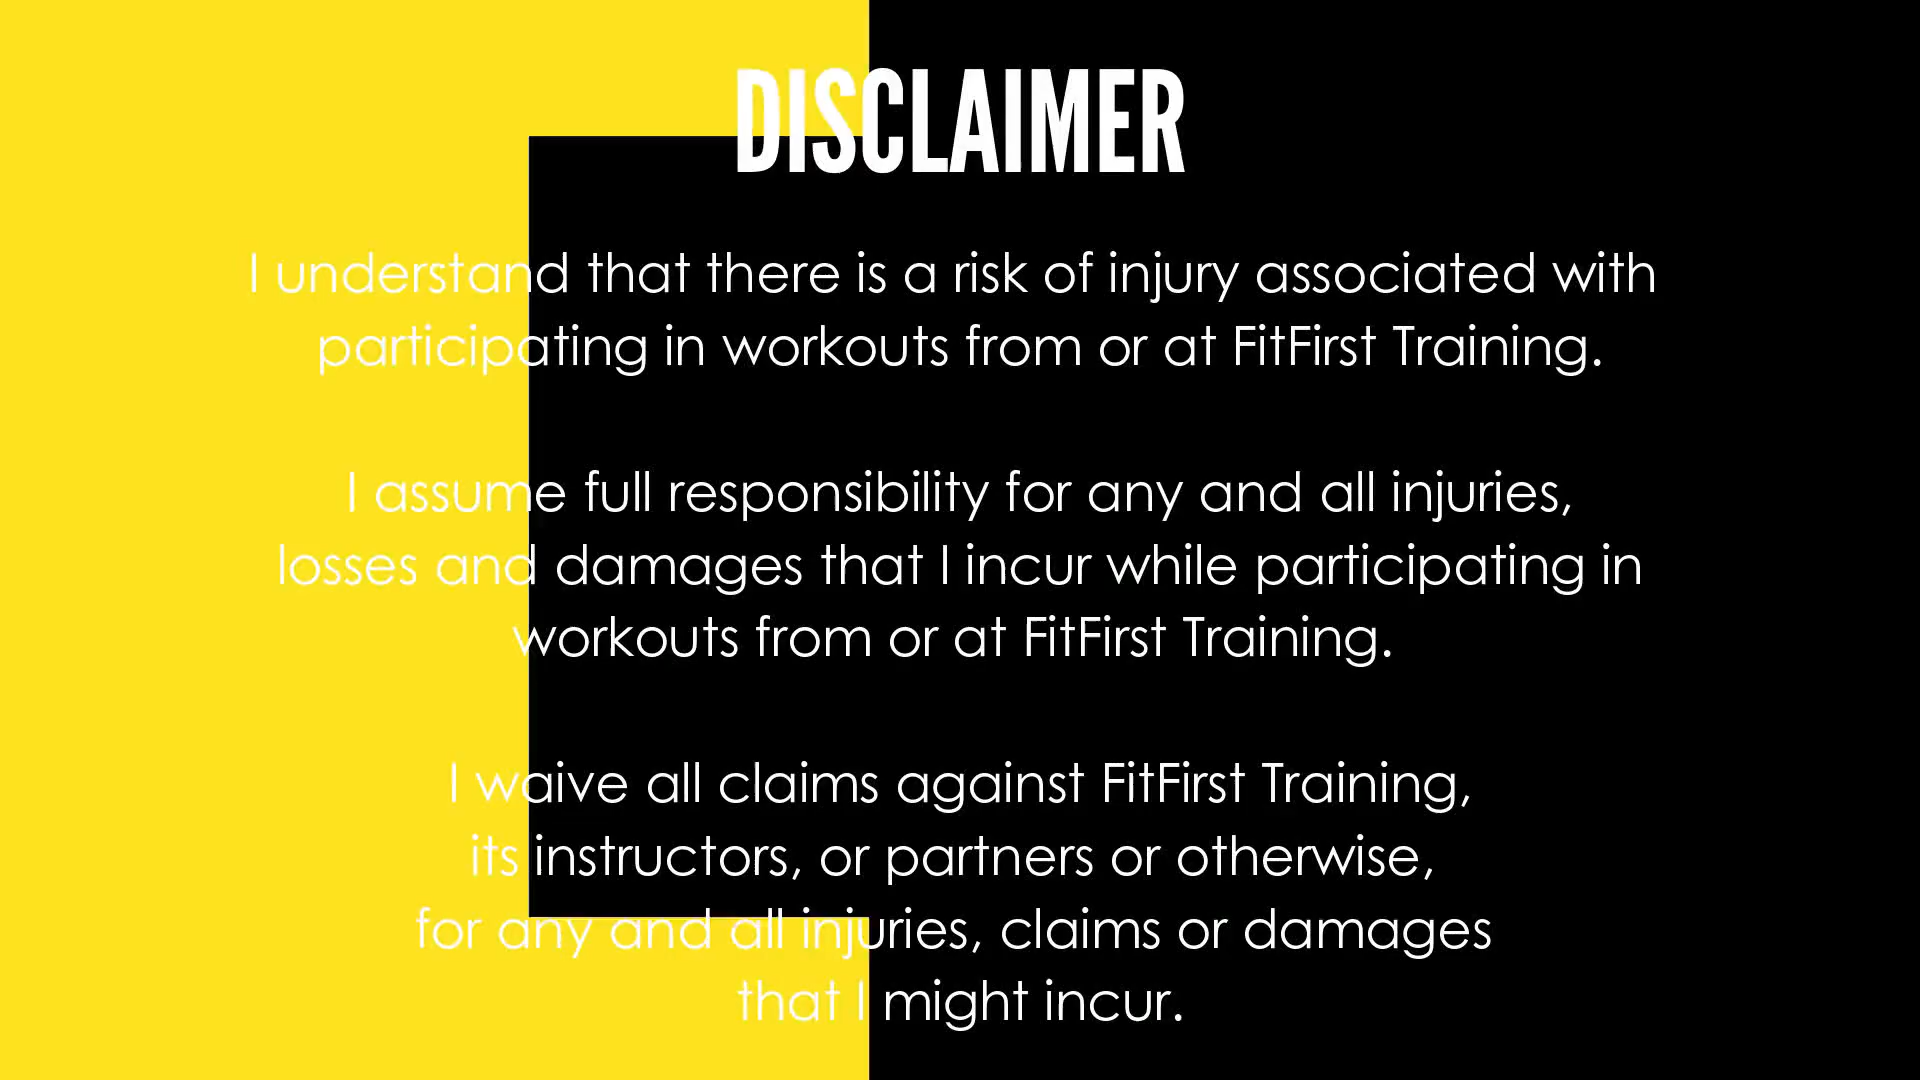 DISCLAIMER
I understand that there is a risk of injury associated with
participating in workouts from or at FitFirst Training.
I assume full responsibility for any and all injuries,
losses and damages that I incur while participating in
workouts from or at FitFirst Training.
I waive all claims against FitFirst Training,
its instructors, or partners or otherwise,
for any and all injuries, claims or damages
that I might incur.